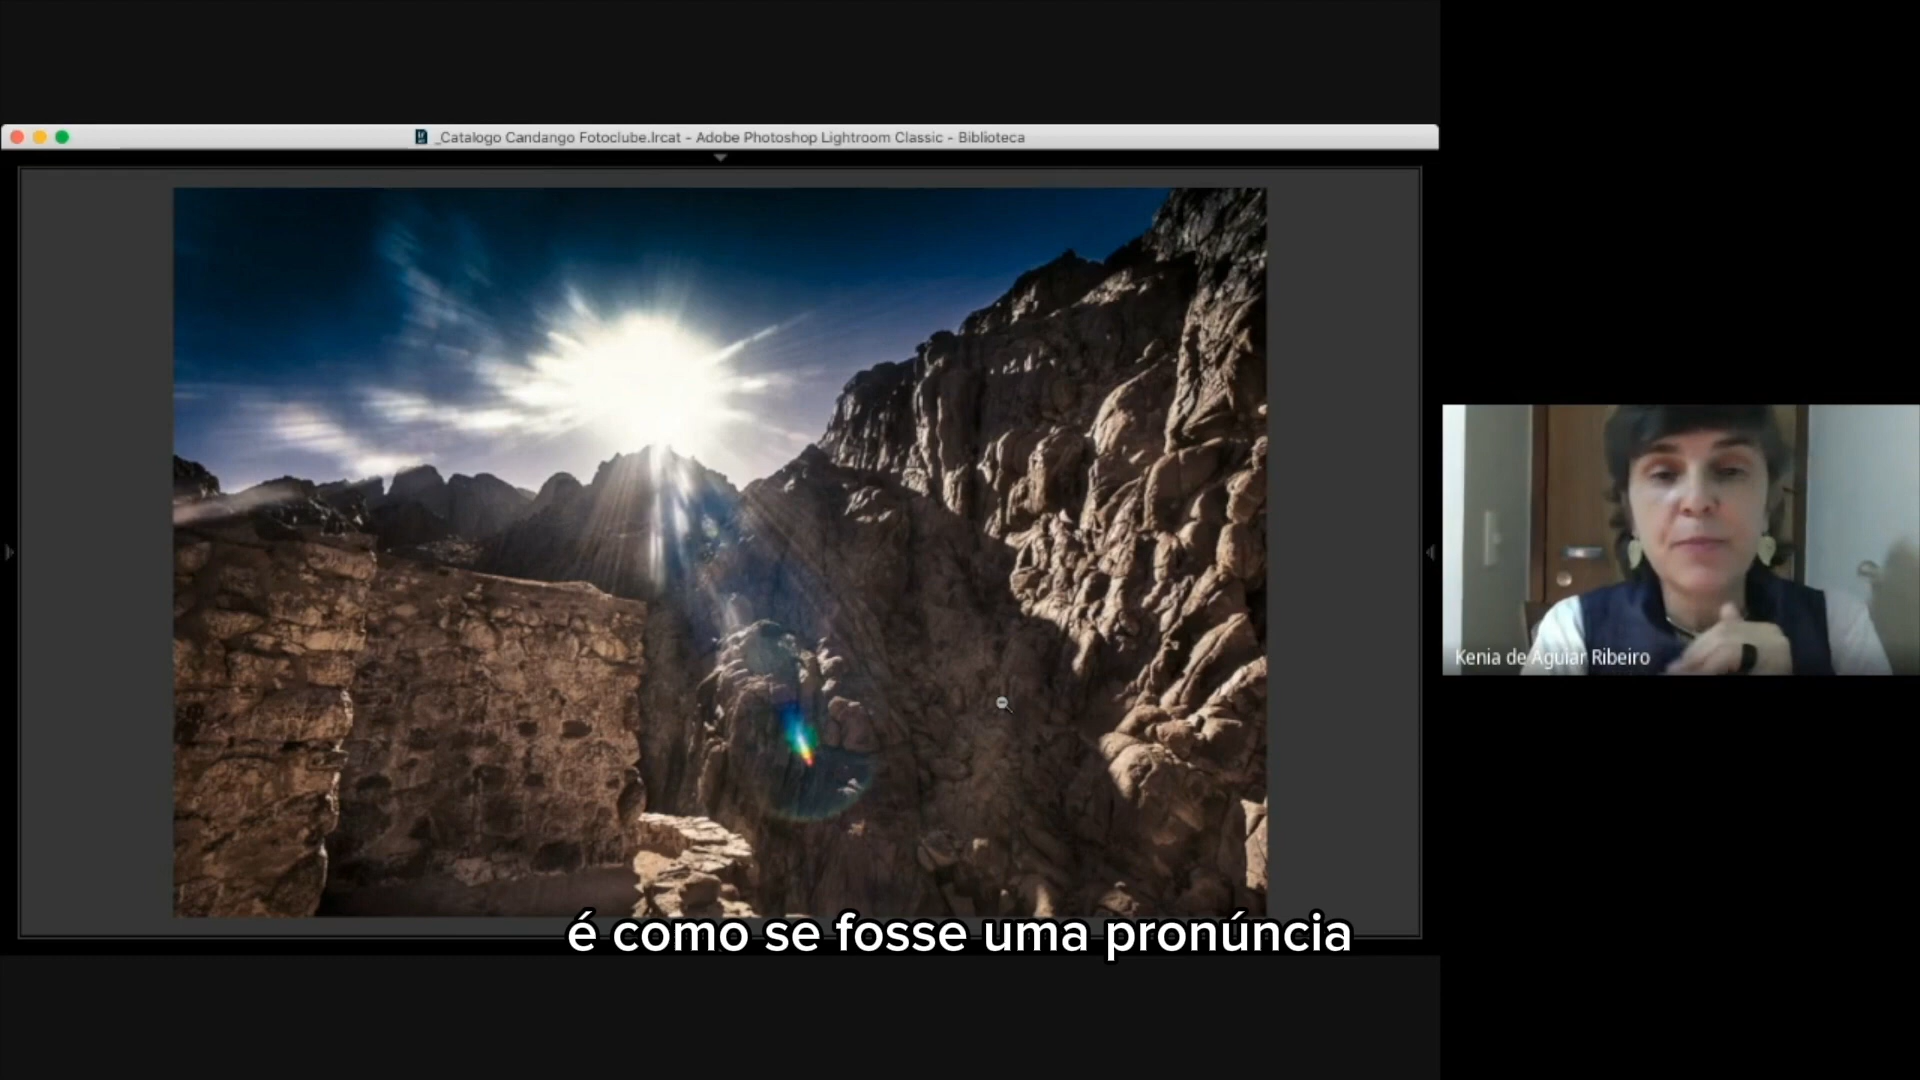 _Catalogo Candango Fotoclube.lrcat - Adobe Photoshop Lightroom Classic - Biblioteca
Kenia de Aguiar Ribeiro
é como se fosse uma pronúncia